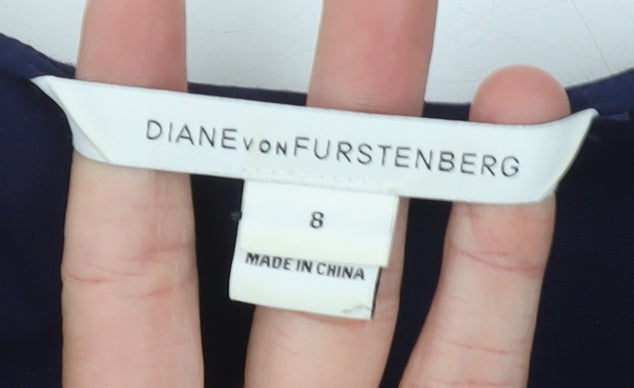 DIANE VON FURSTENBERG
8
MADE IN CHINA